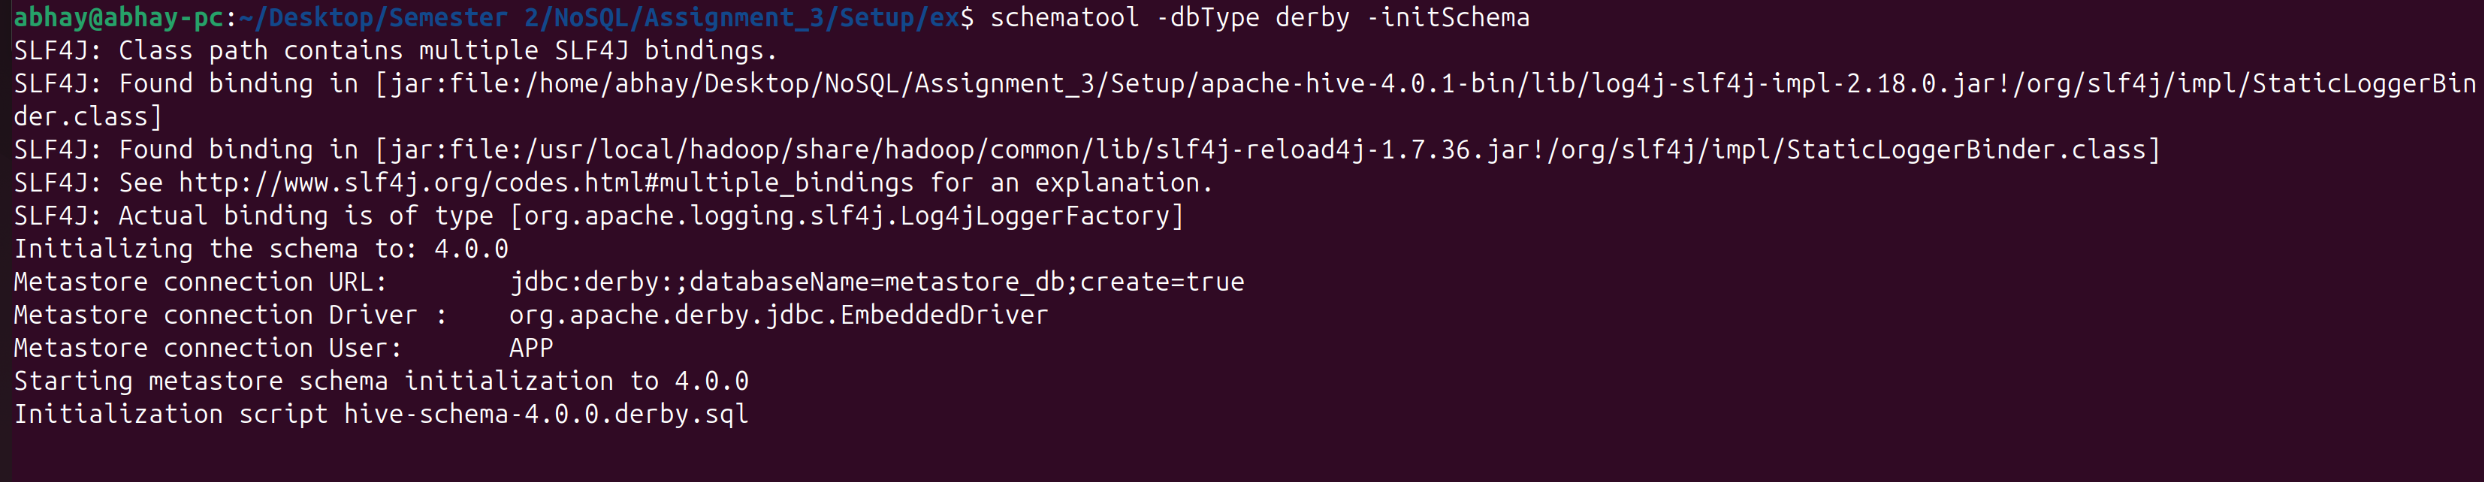 abhay@abhay-pc:~/Desktop/Semester 2/NoSQL/Assignment_3/Setup/ex$ schematool -dbType derby -initSchema
SLF4J: Class path contains multiple SLF4J bindings.
SLF4J: Found binding in [jar:file:/home/abhay/Desktop/NoSQL/Assignment_3/Setup/apache-hive-4.0.1-bin/lib/log4j-slf4j-impl-2.18.0.jar!/org/slf4j/impl/StaticLoggerBin
der.class]
SLF4J: Found binding in [jar:file:/usr/local/hadoop/share/hadoop/common/lib/slf4j-reload4j-1.7.36.jar!/org/slf4j/impl/StaticLoggerBinder.class]
SLF4J: See http://www.slf4j.org/codes.html#multiple_bindings for an explanation.
SLF4J: Actual binding is of type [org.apache.logging.slf4j.Log4jLoggerFactory]
Initializing the schema to: 4.0.0
Metastore connection URL:        jdbc:derby:;databaseName=metastore_db;create=true
Metastore connection Driver :    org.apache.derby.jdbc.EmbeddedDriver
Metastore connection User:       APP
Starting metastore schema initialization to 4.0.0
Initialization script hive-schema-4.0.0.derby.sql